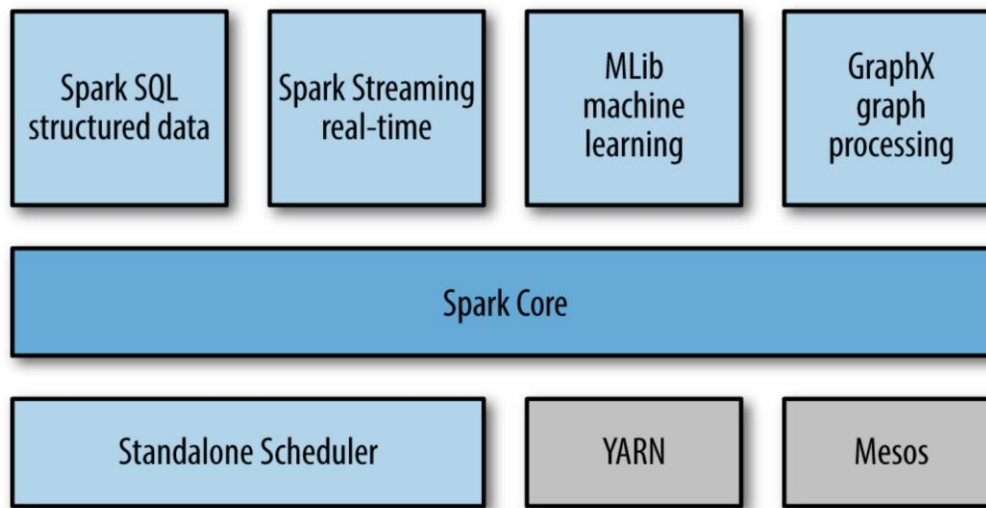 Spark SQL
structured data
Spark Streaming
real-time
MLib
machine
learning
GraphX
graph
processing
Spark Core
Standalone Scheduler
YARN
Mesos